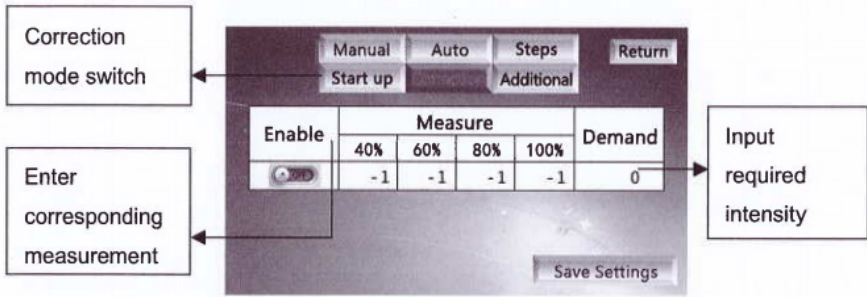 Correction
mode switch
Manual Auto Steps Return
Start up Additional
Enable Measure Demand
40% 60% 80% 100%
-1 -1 -1 -1 0
Enter
corresponding
measurement
Input
required
intensity
Save Settings